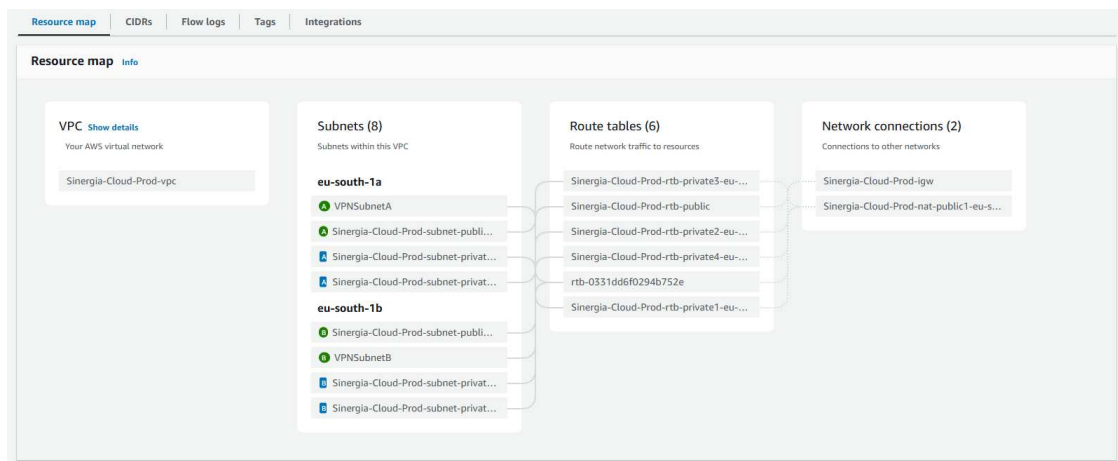 Resource map
CIDRs
Flow logs
Tags
Integrations
Resource map Info
VPC Show details
Your AWS virtual network
Sinergia-Cloud-Prod-vpc
Subnets (8)
Subnets within this VPC
eu-south-1a
A VPNSubnetA
A Sinergia-Cloud-Prod-subnet-publi...
A Sinergia-Cloud-Prod-subnet-privat...
A Sinergia-Cloud-Prod-subnet-privat...
eu-south-1b
B Sinergia-Cloud-Prod-subnet-publi...
B VPNSubnetB
B Sinergia-Cloud-Prod-subnet-privat...
B Sinergia-Cloud-Prod-subnet-privat...
Route tables (6)
Route network traffic to resources
Sinergia-Cloud-Prod-rtb-private3-eu-...
Sinergia-Cloud-Prod-rtb-public
Sinergia-Cloud-Prod-rtb-private2-eu-...
Sinergia-Cloud-Prod-rtb-private4-eu-...
rtb-0331dd6f0294b752e
Sinergia-Cloud-Prod-rtb-private1-eu-...
Network connections (2)
Connections to other networks
Sinergia-Cloud-Prod-igw
Sinergia-Cloud-Prod-nat-public1-eu-s...